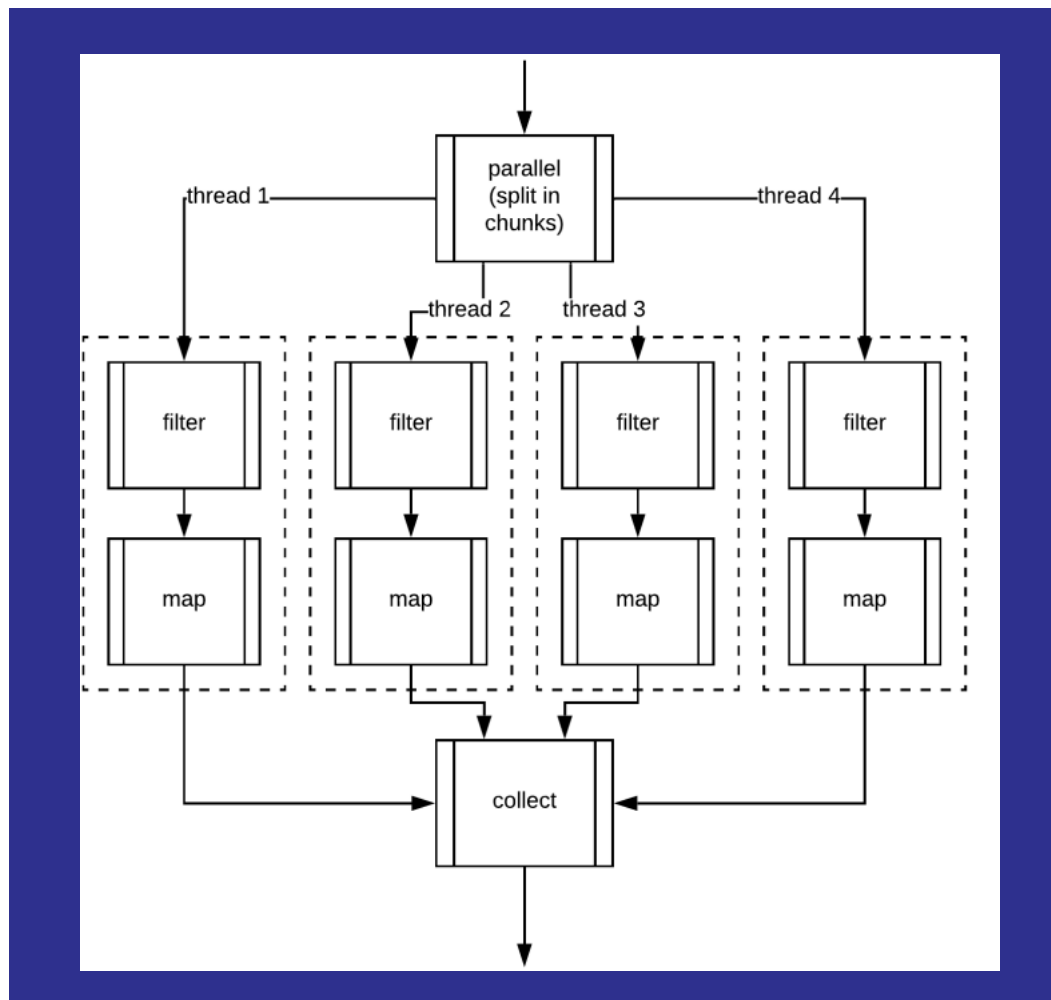 parallel
(split in
chunks)
thread 1
thread 4
thread 2
thread 3
filter
filter
filter
filter
map
map
map
map
collect